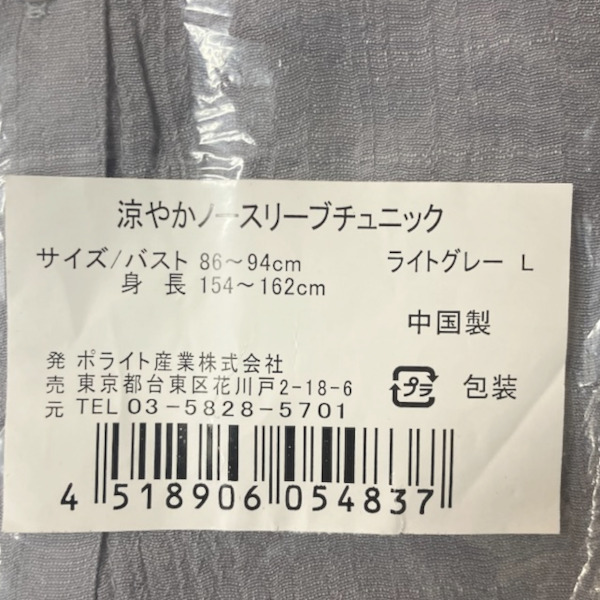 涼やかノースリーブチュニック
サイズ/バスト 86～94cm ライトグレー L
身 長 154～162cm
中国製
発売元 ポライト産業株式会社
東京都台東区花川戸2-18-6
TEL 03-5828-5701
プラ 包装
4 518906 054837